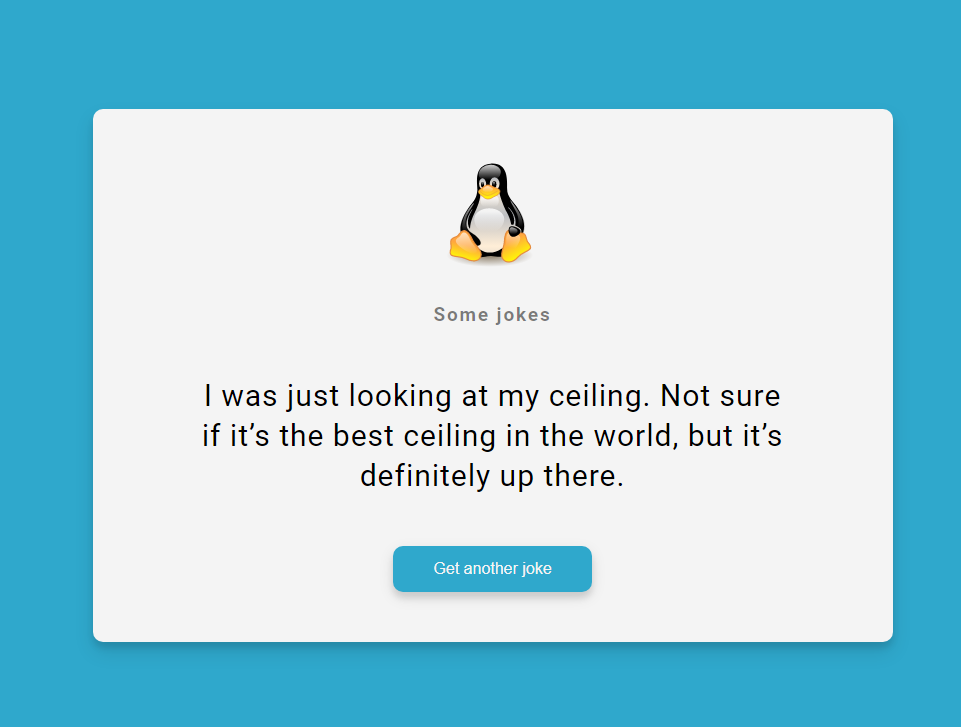 Some jokes
I was just looking at my ceiling. Not sure
if it’s the best ceiling in the world, but it’s
definitely up there.
Get another joke